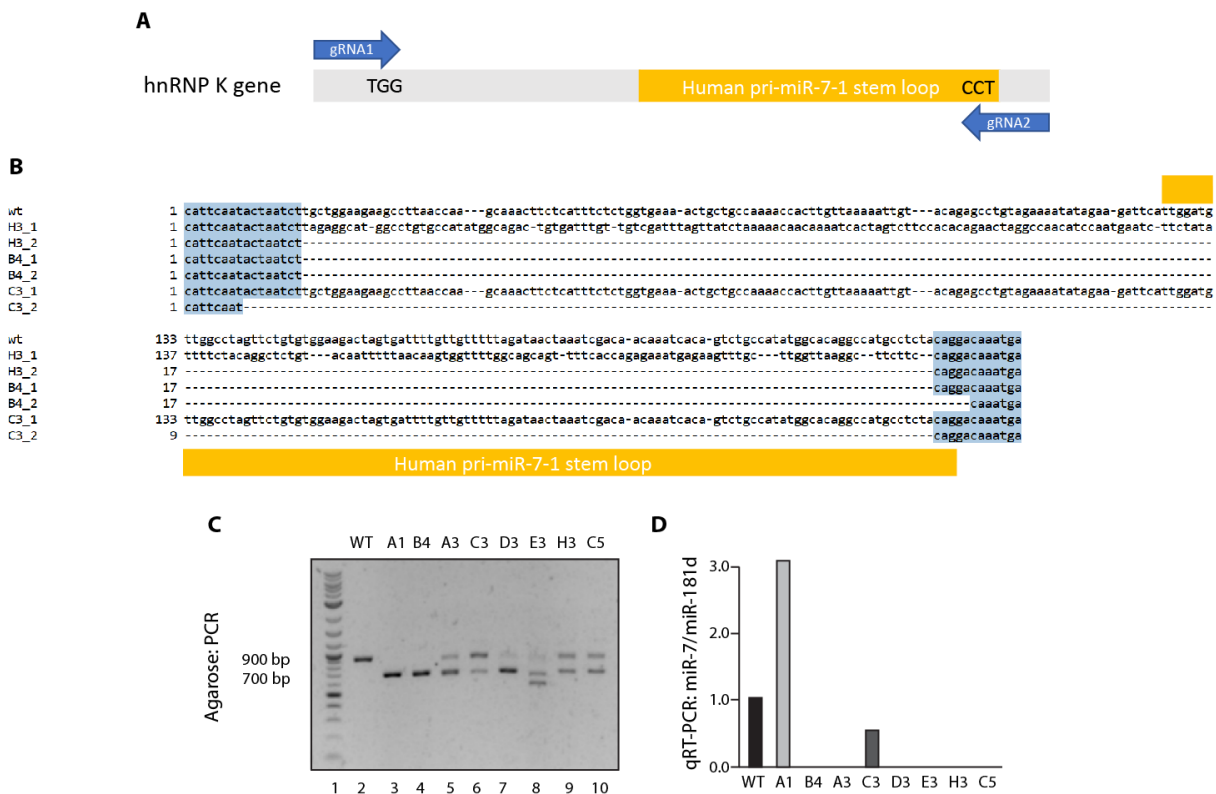 A
gRNA1
hnRNP K gene
TGG
Human pri-miR-7-1 stem loop
CCT
gRNA2
B
wt 1 cattcaatactaatcttgctggaagaagccttaaccaa---gcaaacttctcatttctctggtgaaa-actgctgccaaaaccacttgttaaaaattgt---acagagcctgtagaaaatatagaa-gattcattggatg
H3_1 1 cattcaatactaatcttagaggcat-ggcctgtgccatatggcagac-tgtgatttgt-tgtcgatttagttatctaaaaacaacaaaatcactagtcttccacacagaactaggccaacatccaatgaatc-ttctata
H3_2 1 cattcaatactaatct--------------------------------------------------------------------------------------------------------------------------
B4_1 1 cattcaatactaatct--------------------------------------------------------------------------------------------------------------------------
B4_2 1 cattcaatactaatct--------------------------------------------------------------------------------------------------------------------------
C3_1 1 cattcaatactaatcttgctggaagaagccttaaccaa---gcaaacttctcatttctctggtgaaa-actgctgccaaaaccacttgttaaaaattgt---acagagcctgtagaaaatatagaa-gattcattggatg
C3_2 1 cattcaat----------------------------------------------------------------------------------------------------------------------------------
wt 133 ttggcctagttctgtgtggaagactagtgattttgttgtttttagataactaaatcgaca-acaaatcaca-gtctgccatatggcacaggccatgcctctacaggacaaatga
H3_1 137 ttttctacaggctctgt---acaatttttaacaagtggttttggcagcagt-tttcaccagagaaatgagaagtttgc---ttggttaaggc--ttcttc--caggacaaatga
H3_2 17 ------------------------------------------------------------------------------------------------------caggacaaatga
B4_1 17 ------------------------------------------------------------------------------------------------------caggacaaatga
B4_2 17 -----------------------------------------------------------------------------------------------------------caaatga
C3_1 133 ttggcctagttctgtgtggaagactagtgattttgttgtttttagataactaaatcgaca-acaaatcaca-gtctgccatatggcacaggccatgcctctacaggacaaatga
C3_2 9 ------------------------------------------------------------------------------------------------------caggacaaatga
Human pri-miR-7-1 stem loop
C
WT A1 B4 A3 C3 D3 E3 H3 C5
Agarose: PCR
900 bp
700 bp
1 2 3 4 5 6 7 8 9 10
D
qRT-PCR: miR-7/miR-181d
3.0
2.0
1.0
0.0
WT A1 B4 A3 C3 D3 E3 H3 C5